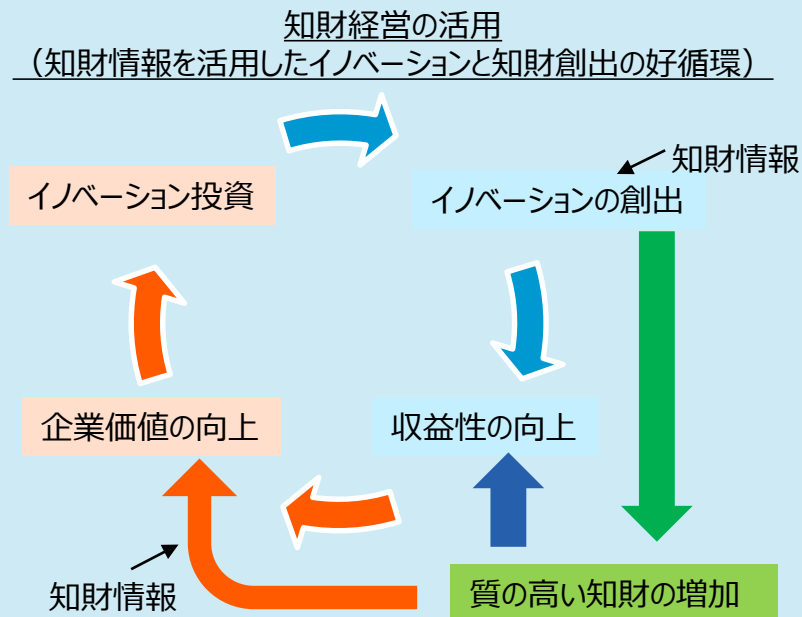 知財経営の活用
（知財情報を活用したイノベーションと知財創出の好循環）
知財情報
イノベーション投資
イノベーションの創出
企業価値の向上
収益性の向上
知財情報
質の高い知財の増加